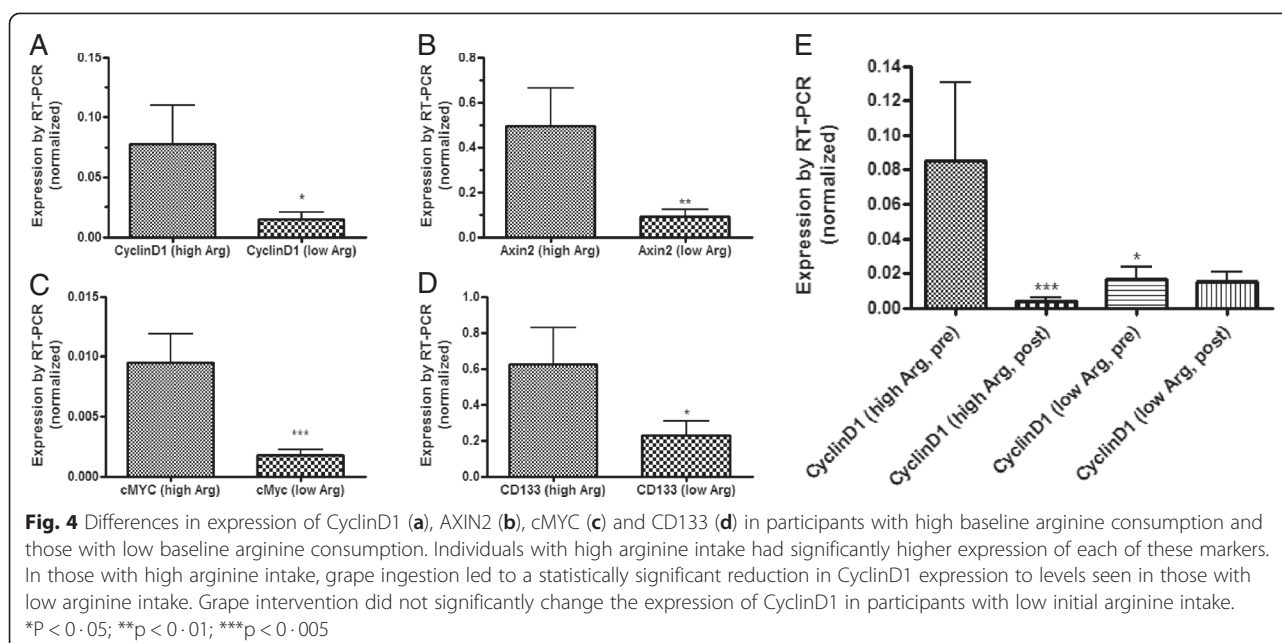 A
Expression by RT-PCR
(normalized)
0.15
0.10
0.05
0.00
*
CyclinD1 (high Arg)
CyclinD1 (low Arg)
B
Expression by RT-PCR
(normalized)
0.8
0.6
0.4
0.2
0.0
**
Axin2 (high Arg)
Axin2 (low Arg)
C
Expression by RT-PCR
(normalized)
0.015
0.010
0.005
0.000
***
cMYC (high Arg)
cMyc (low Arg)
D
Expression by RT-PCR
(normalized)
1.0
0.8
0.6
0.4
0.2
0.0
*
CD133 (high Arg)
CD133 (low Arg)
E
Expression by RT-PCR
(normalized)
0.14
0.12
0.10
0.08
0.06
0.04
0.02
0.00
***
*
CyclinD1 (high Arg, pre)
CyclinD1 (high Arg, post)
CyclinD1 (low Arg, pre)
CyclinD1 (low Arg, post)
Fig. 4 Differences in expression of CyclinD1 (a), AXIN2 (b), cMYC (c) and CD133 (d) in participants with high baseline arginine consumption and
those with low baseline arginine consumption. Individuals with high arginine intake had significantly higher expression of each of these markers.
In those with high arginine intake, grape ingestion led to a statistically significant reduction in CyclinD1 expression to levels seen in those with
low arginine intake. Grape intervention did not significantly change the expression of CyclinD1 in participants with low initial arginine intake.
*P < 0·05; **p < 0·01; ***p < 0·005